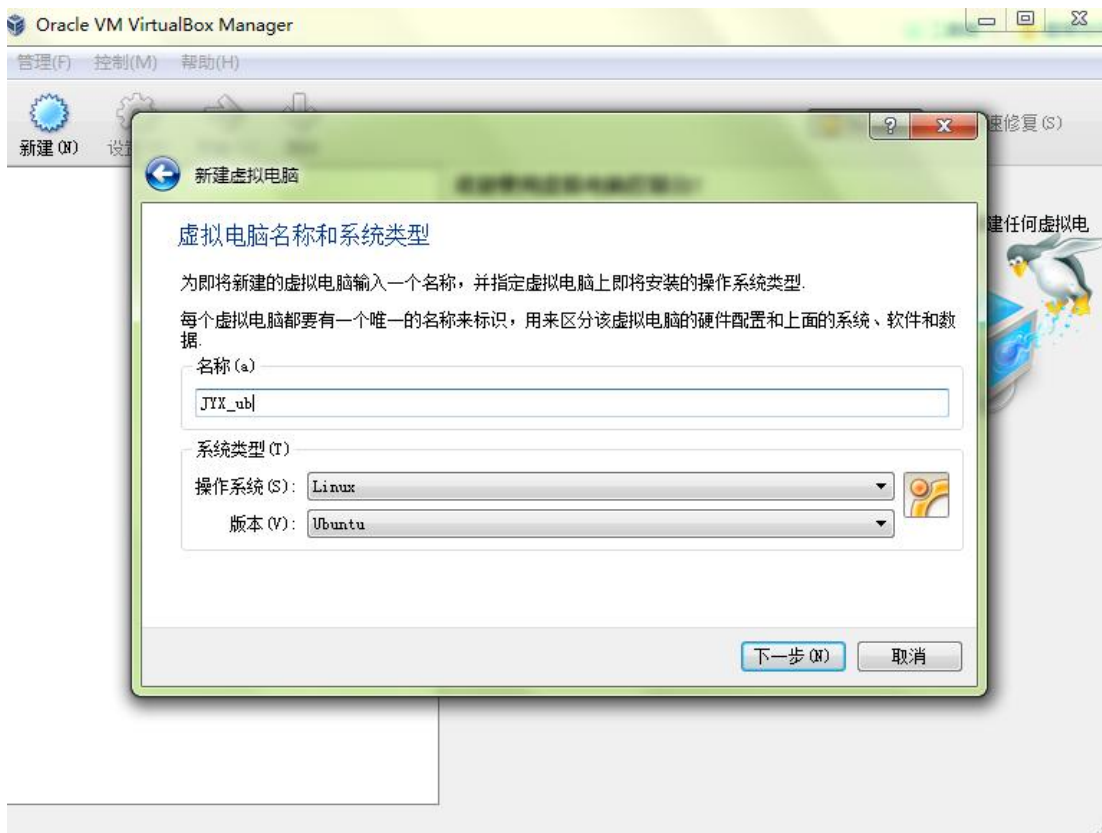 Oracle VM VirtualBox Manager
管理(F) 控制(M) 帮助(H)
新建(N) 设
速修复(S)
新建虚拟电脑
建任何虚拟电
虚拟电脑名称和系统类型
为即将新建的虚拟电脑输入一个名称，并指定虚拟电脑上即将安装的操作系统类型.
每个虚拟电脑都要有一个唯一的名称来标识，用来区分该虚拟电脑的硬件配置和上面的系统、软件和数
据.
名称(a)
JYX_ub
系统类型(T)
操作系统(S): Linux
版本(V): Ubuntu
下一步(N) 取消